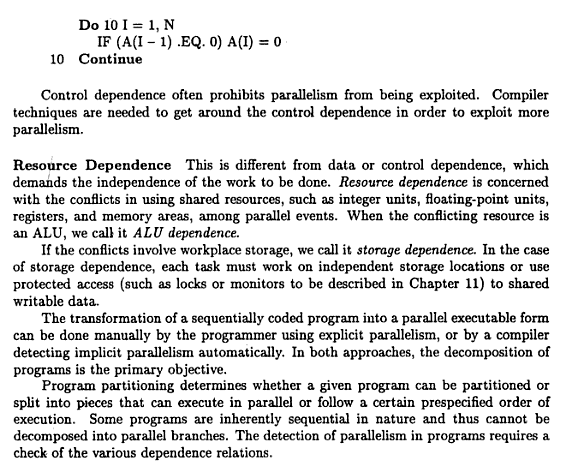 Do 10 I = 1, N
IF (A(I − 1) .EQ. 0) A(I) = 0
10 Continue
Control dependence often prohibits parallelism from being exploited. Compiler
techniques are needed to get around the control dependence in order to exploit more
parallelism.
Resource Dependence This is different from data or control dependence, which
demands the independence of the work to be done. Resource dependence is concerned
with the conflicts in using shared resources, such as integer units, floating-point units,
registers, and memory areas, among parallel events. When the conflicting resource is
an ALU, we call it ALU dependence.
If the conflicts involve workplace storage, we call it storage dependence. In the case
of storage dependence, each task must work on independent storage locations or use
protected access (such as locks or monitors to be described in Chapter 11) to shared
writable data.
The transformation of a sequentially coded program into a parallel executable form
can be done manually by the programmer using explicit parallelism, or by a compiler
detecting implicit parallelism automatically. In both approaches, the decomposition of
programs is the primary objective.
Program partitioning determines whether a given program can be partitioned or
split into pieces that can execute in parallel or follow a certain prespecified order of
execution. Some programs are inherently sequential in nature and thus cannot be
decomposed into parallel branches. The detection of parallelism in programs requires a
check of the various dependence relations.